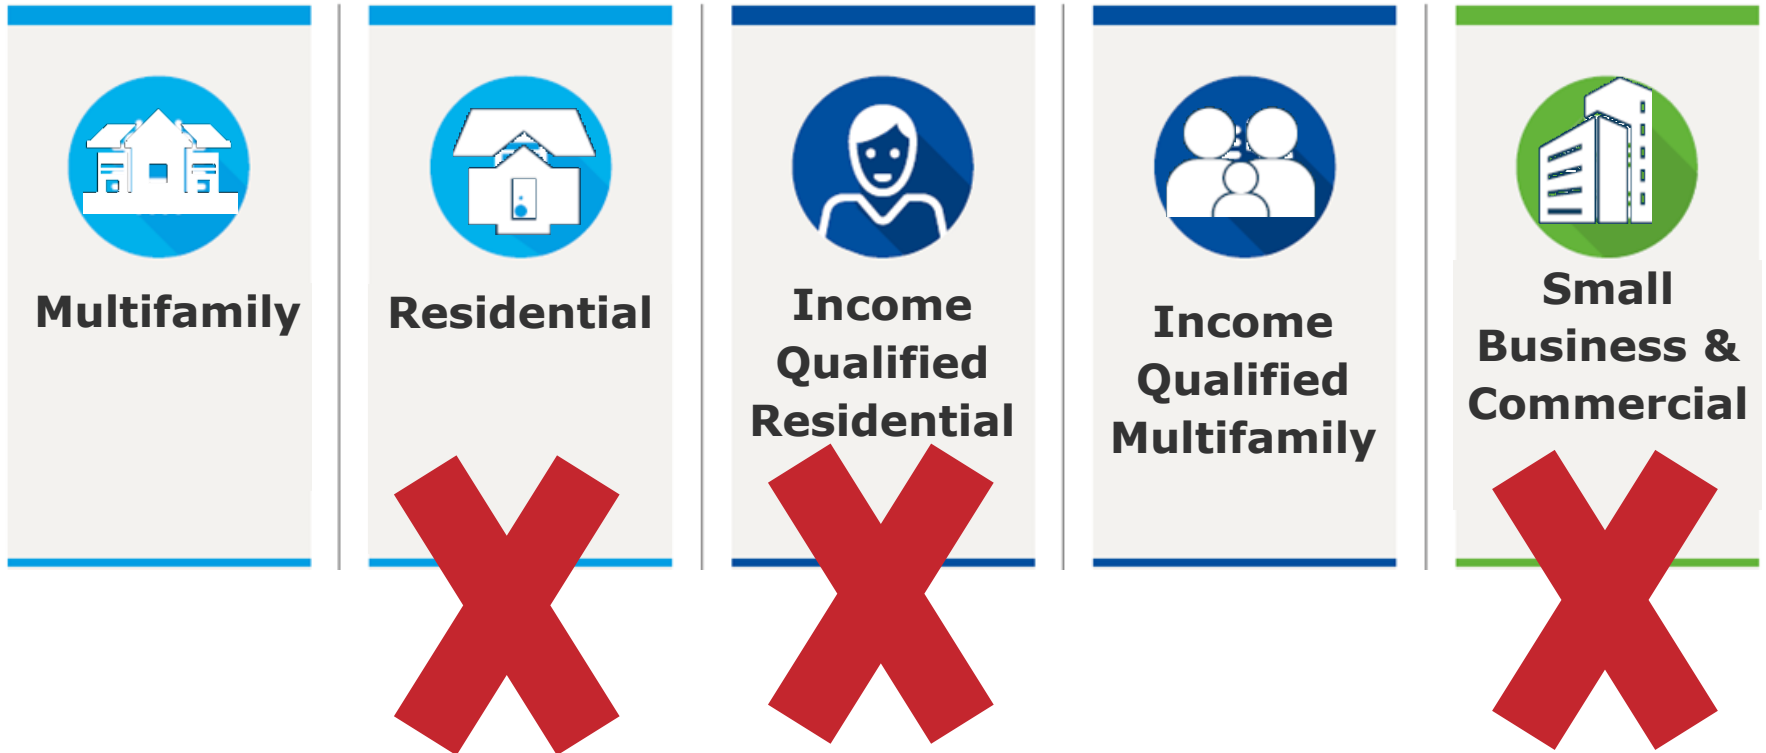 Multifamily
Residential
Income
Qualified
Residential
Income
Qualified
Multifamily
Small
Business &
Commercial